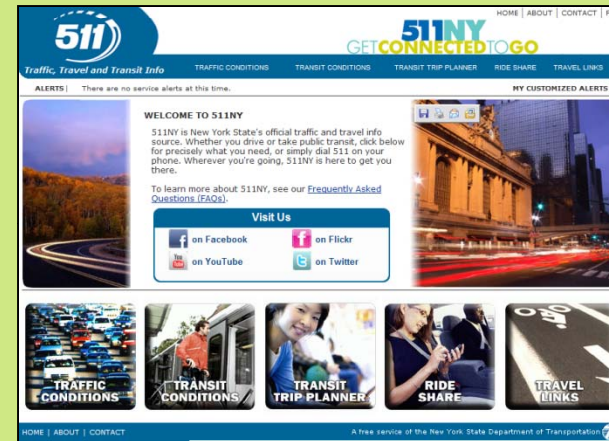 HOME | ABOUT | CONTACT |
511
511NY
GET CONNECTED TO GO
Traffic, Travel and Transit Info
TRAFFIC CONDITIONS TRANSIT CONDITIONS TRANSIT TRIP PLANNER RIDE SHARE TRAVEL LINKS
ALERTS | There are no service alerts at this time. MY CUSTOMIZED ALERTS
WELCOME TO 511NY
511NY is New York State's official traffic and travel info
source. Whether you drive or take public transit, click below
for precisely what you need, or simply dial 511 on your
phone. Wherever you're going, 511NY is here to get you
there.
To learn more about 511NY, see our Frequently Asked
Questions (FAQs).
Visit Us
f on Facebook
f on Flickr
You Tube on YouTube
t on Twitter
TRAFFIC
CONDITIONS
TRANSIT
CONDITIONS
TRANSIT
TRIP PLANNER
RIDE
SHARE
TRAVEL
LINKS
HOME | ABOUT | CONTACT A free service of the New York State Department of Transportation